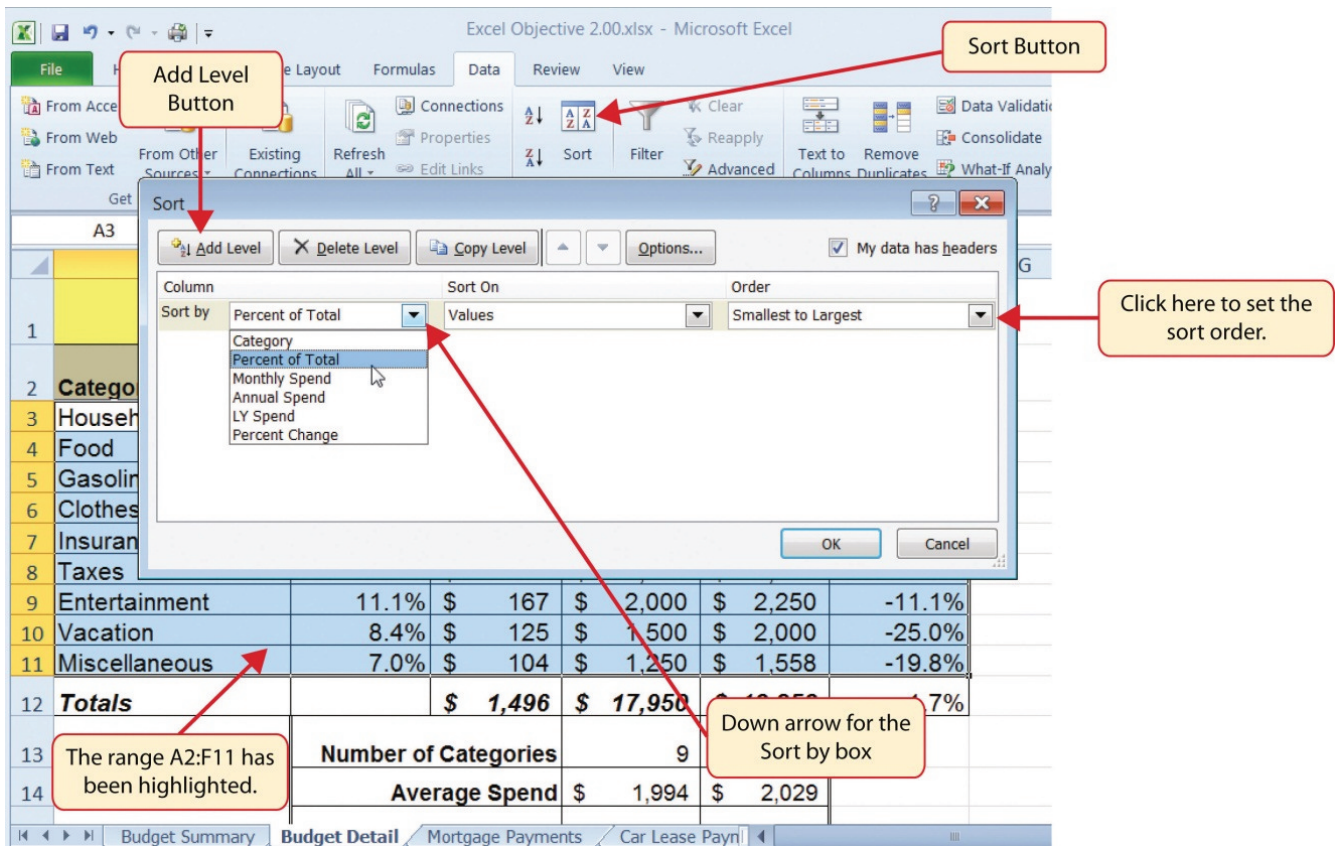 Excel Objective 2.00.xlsx - Microsoft Excel
Sort Button
File
Add Level
Button
e Layout Formulas Data Review View
From Acce
From Web
From Text
From Other
Sources
Existing
Connections
Refresh
All
Connections
Properties
Edit Links
A Z
Z A
A Z
Z A
Sort
Filter
Clear
Reapply
Advanced
Text to
Columns
Remove
Duplicates
Data Validatio
Consolidate
What-If Analy
Get
A3
Sort
?
Add Level Delete Level Copy Level Options... My data has headers
G
Column Sort On Order
Sort by Percent of Total Values Smallest to Largest
Click here to set the
sort order.
Category
Percent of Total
Monthly Spend
Annual Spend
LY Spend
Percent Change
OK Cancel
1
2 Catego
3 Househ
4 Food
5 Gasolin
6 Clothes
7 Insuran
8 Taxes
9 Entertainment 11.1% $ 167 $ 2,000 $ 2,250 -11.1%
10 Vacation 8.4% $ 125 $ 1,500 $ 2,000 -25.0%
11 Miscellaneous 7.0% $ 104 $ 1,250 $ 1,558 -19.8%
12 Totals $ 1,496 $ 17,950 .7%
Down arrow for the
Sort by box
The range A2:F11 has
been highlighted.
13 Number of Categories 9
14 Average Spend $ 1,994 $ 2,029
Budget Summary Budget Detail Mortgage Payments Car Lease Payn